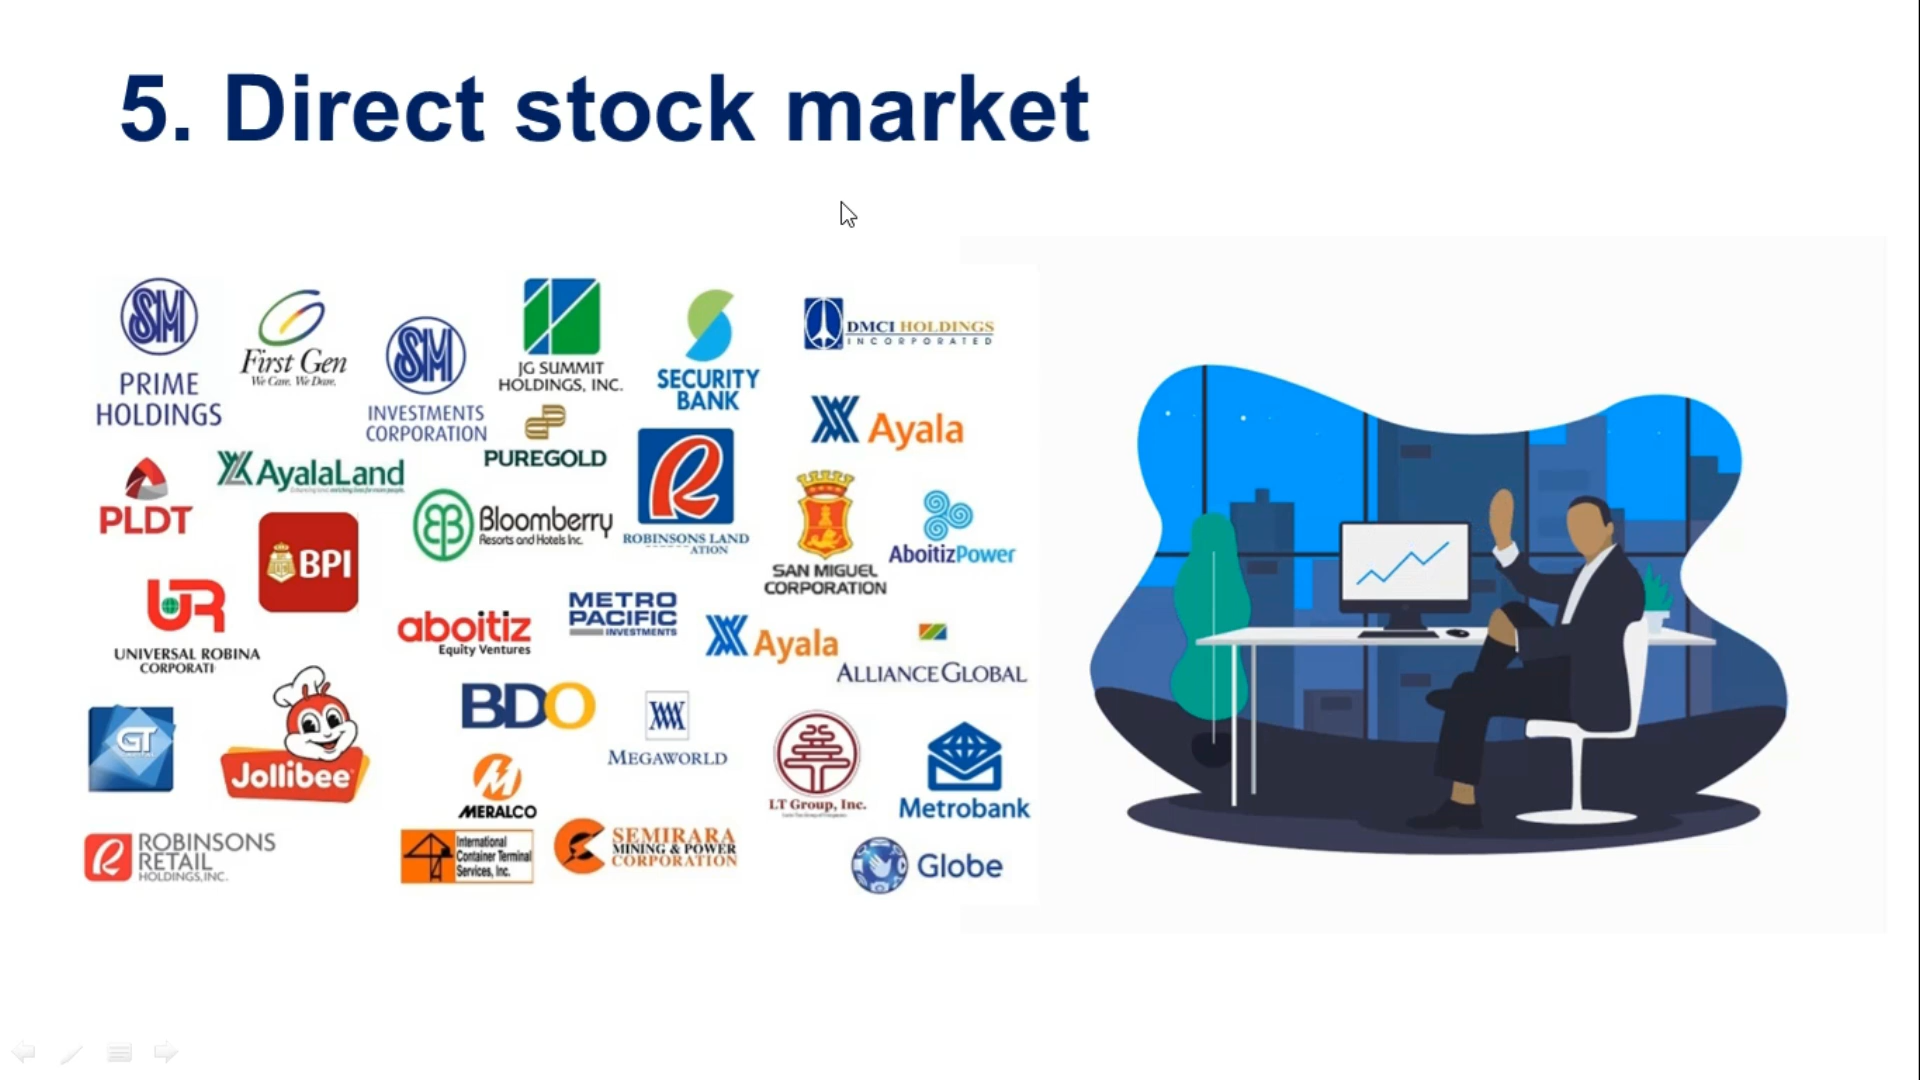 5. Direct stock market
SM
PRIME
HOLDINGS
First Gen
We Care. We Dare.
SM
INVESTMENTS
CORPORATION
JG SUMMIT
HOLDINGS, INC.
SECURITY
BANK
DMCI HOLDINGS
INCORPORATED
PUREGOLD
Ayala
PLDT
AyalaLand
BPI
Bloomberry
Resorts and Hotels Inc.
R
ROBINSONS LAND
ATION
SAN MIGUEL
CORPORATION
AboitizPower
UR
UNIVERSAL ROBINA
CORPORATI
aboitiz
Equity Ventures
METRO
PACIFIC
INVESTMENTS
Ayala
ALLIANCE GLOBAL
GT
Jollibee
BDO
MEGAWORLD
MERALCO
LT Group, Inc.
Metrobank
R
ROBINSONS
RETAIL
HOLDINGS, INC.
International
Container Terminal
Services, Inc.
SEMIRARA
MINING & POWER
CORPORATION
Globe